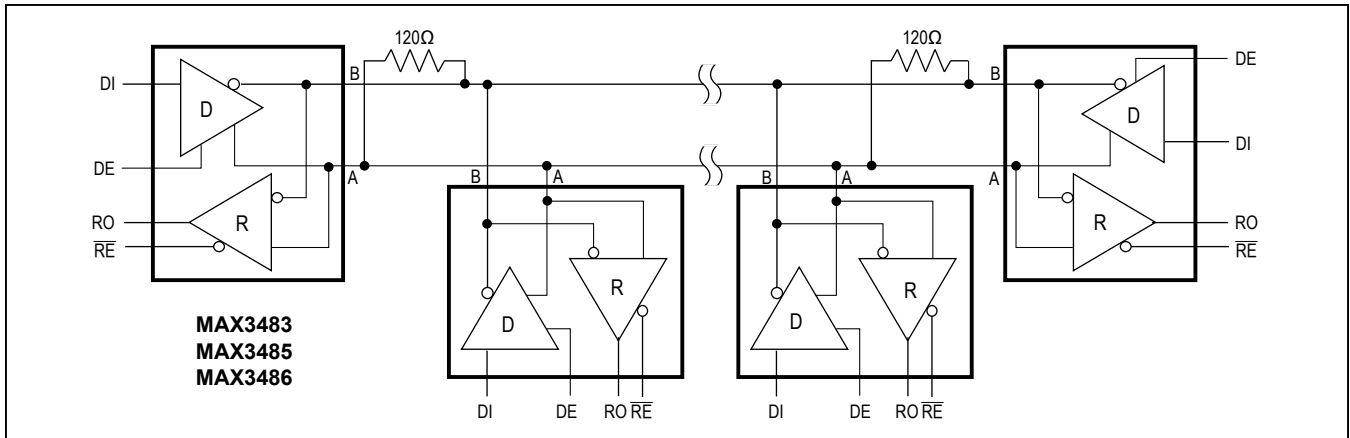 120Ω
120Ω
DI
B
D
DE
A
RO
R
RE
MAX3483
MAX3485
MAX3486
B
A
R
D
DI
DE
RO RE
B
A
R
D
DI
DE
RO RE
B
DE
D
DI
A
R
RO
RE